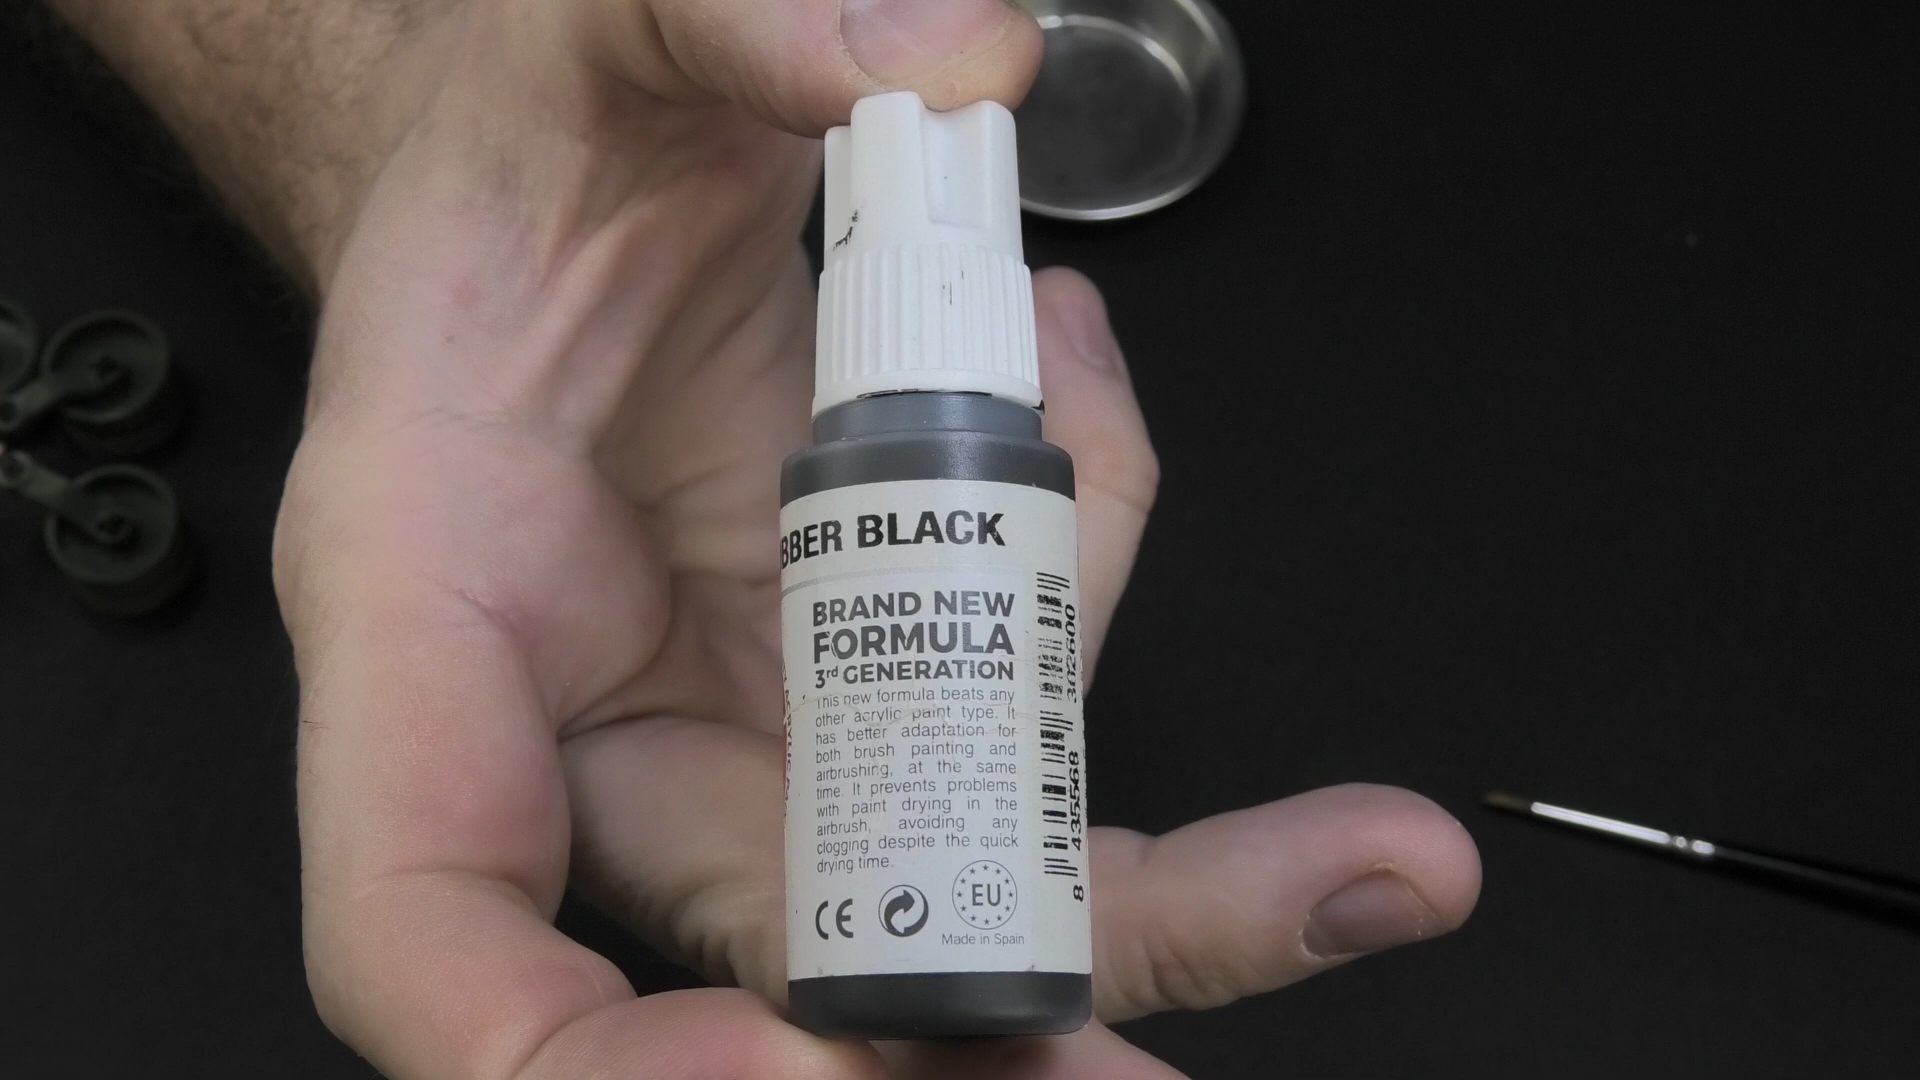 BBER BLACK
BRAND NEW
FORMULA
3rd GENERATION
This new formula beats any
other acrylic paint type. It
has better adaptation for
both brush painting and
airbrushing, at the same
time. It prevents problems
with paint drying in the
airbrush, avoiding any
clogging despite the quick
drying time.
CE
EU
Made in Spain
8 435568 302600